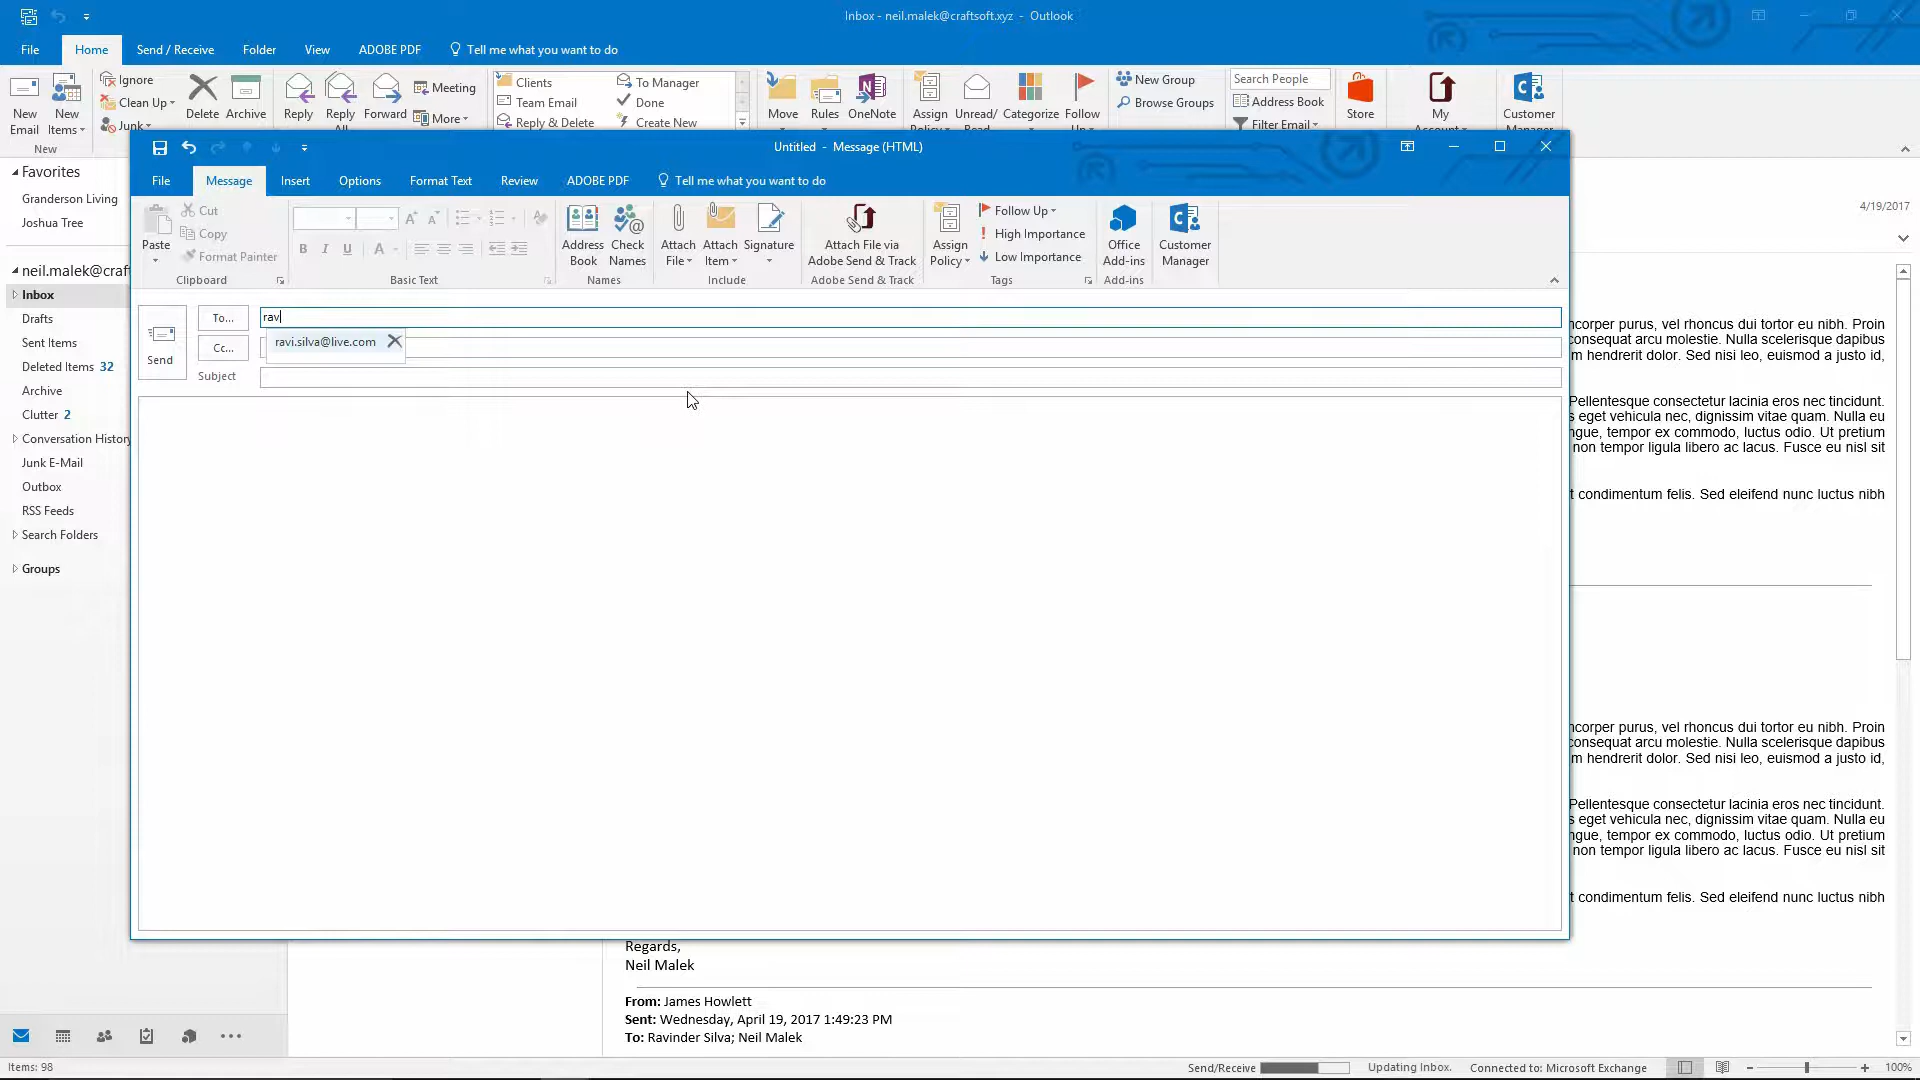 Inbox - neil.malek@craftsoft.xyz - Outlook
File Home Send / Receive Folder View ADOBE PDF Tell me what you want to do
New Email
New Items
Ignore
Clean Up
Junk
Delete
Archive
Reply
Reply All
Forward
Meeting
More
Clients
Team Email
Reply & Delete
To Manager
Done
Create New
Move
Rules
OneNote
Assign Policy
Unread/ Read
Categorize
Follow Up
New Group
Browse Groups
Search People
Address Book
Filter Email
Store
My Account
Customer Manager
New
Untitled - Message (HTML)
File Message Insert Options Format Text Review ADOBE PDF Tell me what you want to do
Paste
Cut
Copy
Format Painter
Clipboard
B I U A
Basic Text
Address Book
Check Names
Names
Attach File
Attach Item
Signature
Include
Attach File via
Adobe Send & Track
Adobe Send & Track
Assign Policy
Follow Up
High Importance
Low Importance
Tags
Office Add-ins
Add-ins
Customer Manager
Send
To... rav
ravi.silva@live.com
Cc...
Subject
Favorites
Granderson Living
Joshua Tree
neil.malek@craf
Inbox
Drafts
Sent Items
Deleted Items 32
Archive
Clutter 2
Conversation History
Junk E-Mail
Outbox
RSS Feeds
Search Folders
Groups
4/19/2017
ncorper purus, vel rhoncus dui tortor eu nibh. Proin
consequat arcu molestie. Nulla scelerisque dapibus
m hendrerit dolor. Sed nisi leo, euismod a justo id,
Pellentesque consectetur lacinia eros nec tincidunt.
s eget vehicula nec, dignissim vitae quam. Nulla eu
ngue, tempor ex commodo, luctus odio. Ut pretium
non tempor ligula libero ac lacus. Fusce eu nisl sit
t condimentum felis. Sed eleifend nunc luctus nibh
ncorper purus, vel rhoncus dui tortor eu nibh. Proin
consequat arcu molestie. Nulla scelerisque dapibus
m hendrerit dolor. Sed nisi leo, euismod a justo id,
Pellentesque consectetur lacinia eros nec tincidunt.
s eget vehicula nec, dignissim vitae quam. Nulla eu
ngue, tempor ex commodo, luctus odio. Ut pretium
non tempor ligula libero ac lacus. Fusce eu nisl sit
t condimentum felis. Sed eleifend nunc luctus nibh
Regards,
Neil Malek
From: James Howlett
Sent: Wednesday, April 19, 2017 1:49:23 PM
To: Ravinder Silva; Neil Malek
Items: 98
Send/Receive Updating Inbox. Connected to: Microsoft Exchange 100%